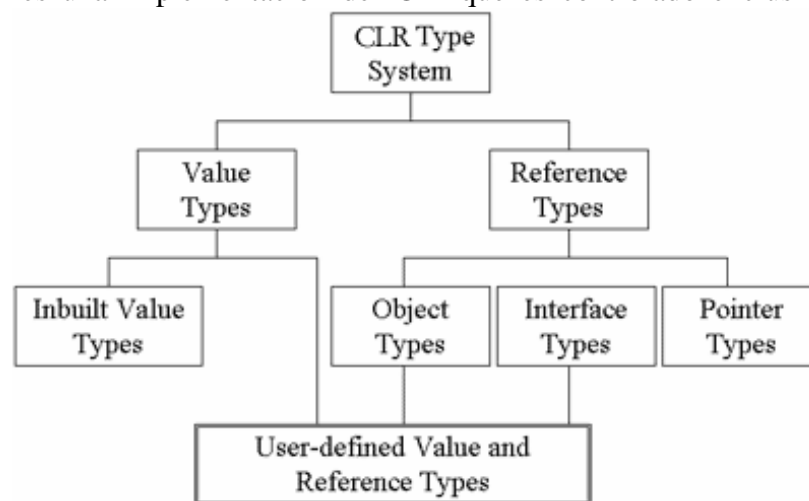 CLR Type
System
Value
Types
Reference
Types
Inbuilt Value
Types
Object
Types
Interface
Types
Pointer
Types
User-defined Value and
Reference Types